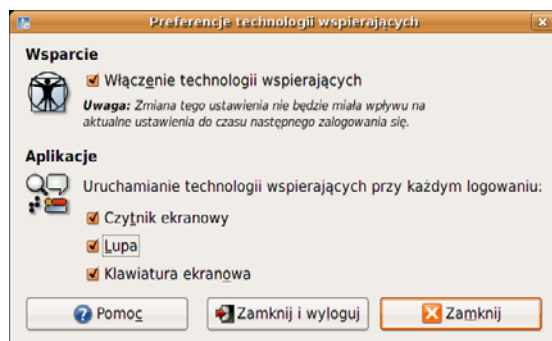 Preferencje technologii wspierających
Wsparcie
Włączenie technologii wspierających
Uwaga: Zmiana tego ustawienia nie będzie miała wpływu na
aktualne ustawienia do czasu następnego zalogowania się.
Aplikacje
Uruchamianie technologii wspierających przy każdym logowaniu:
Czytnik ekranowy
Lupa
Klawiatura ekranowa
Pomoc
Zamknij i wyloguj
Zamknij